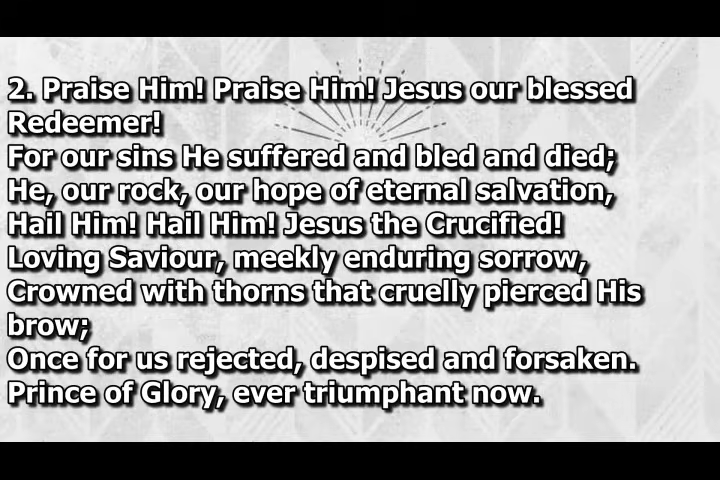 2. Praise Him! Praise Him! Jesus our blessed
Redeemer!
For our sins He suffered and bled and died;
He, our rock, our hope of eternal salvation,
Hail Him! Hail Him! Jesus the Crucified!
Loving Saviour, meekly enduring sorrow,
Crowned with thorns that cruelly pierced His
brow;
Once for us rejected, despised and forsaken.
Prince of Glory, ever triumphant now.